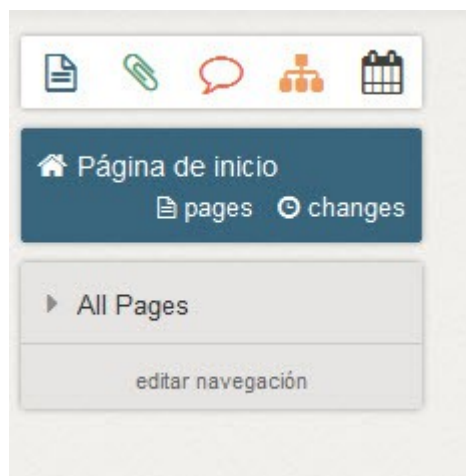 Página de inicio
pages changes
All Pages
editar navegación